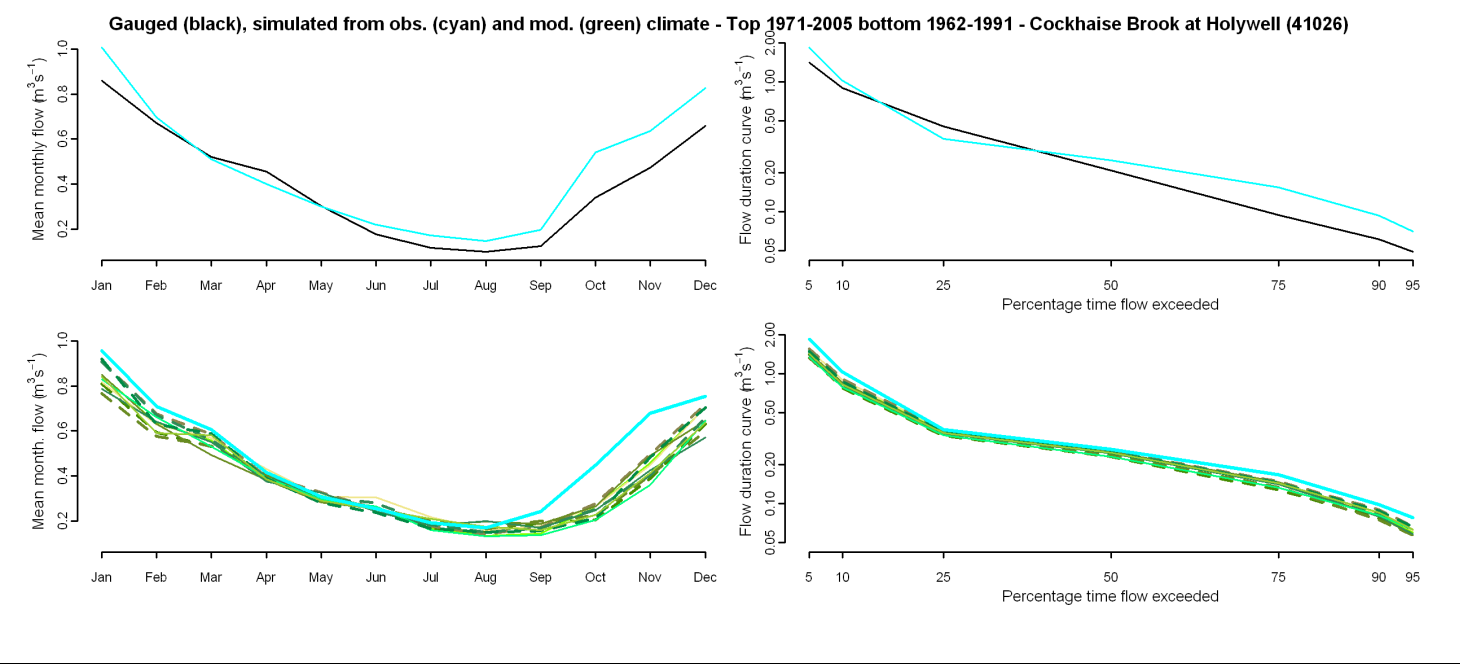 Gauged (black), simulated from obs. (cyan) and mod. (green) climate - Top 1971-2005 bottom 1962-1991 - Cockhaise Brook at Holywell (41026)
Mean monthly flow (m³s⁻¹)
0.2 0.4 0.6 0.8 1.0
Jan Feb Mar Apr May Jun Jul Aug Sep Oct Nov Dec
Flow duration curve (m³s⁻¹)
0.05 0.10 0.20 0.50 1.00 2.00
5 10 25 50 75 90 95
Percentage time flow exceeded
Mean month. flow (m³s⁻¹)
0.2 0.4 0.6 0.8 1.0
Jan Feb Mar Apr May Jun Jul Aug Sep Oct Nov Dec
Flow duration curve (m³s⁻¹)
0.05 0.10 0.20 0.50 1.00 2.00
5 10 25 50 75 90 95
Percentage time flow exceeded